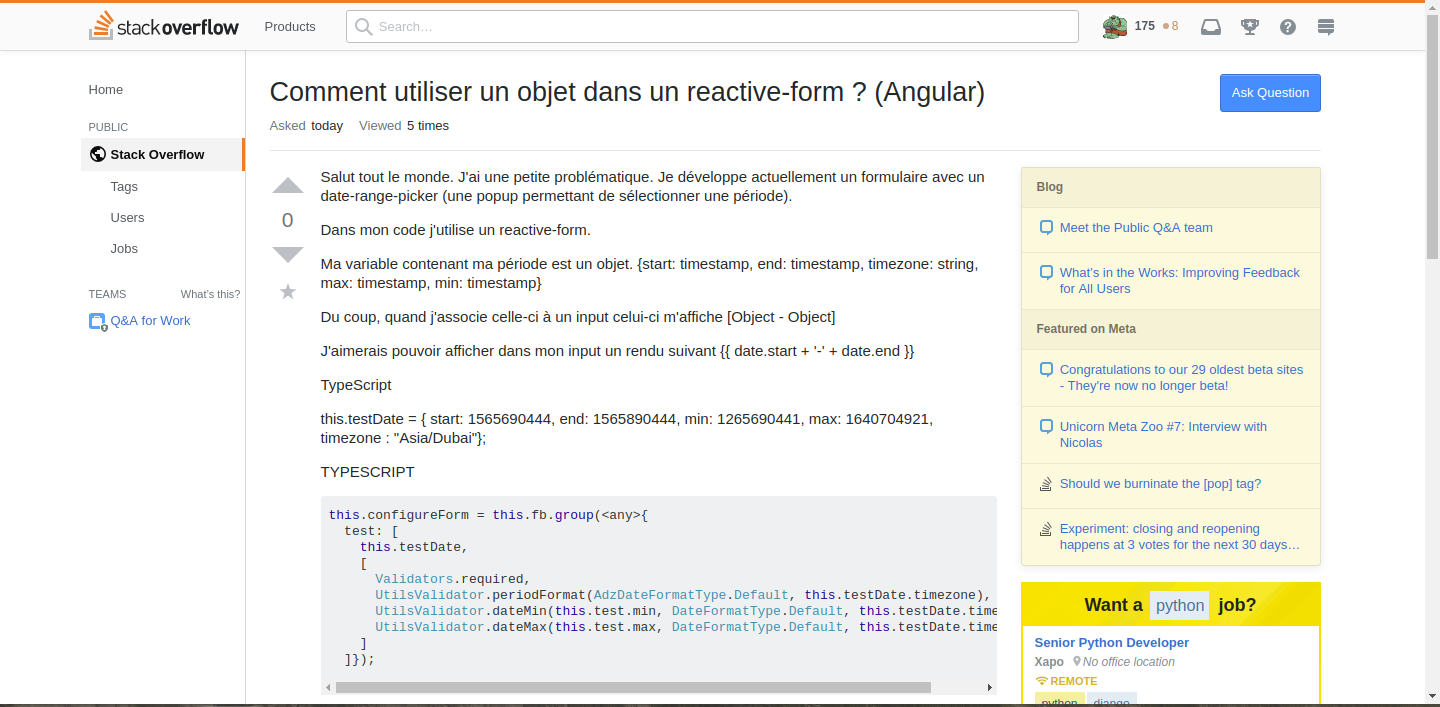 stackoverflow
Products
Search…
175
8
Home
PUBLIC
Stack Overflow
Tags
Users
Jobs
TEAMS
What's this?
Q&A for Work
Comment utiliser un objet dans un reactive-form ? (Angular)
Ask Question
Asked today Viewed 5 times
0
Salut tout le monde. J'ai une petite problématique. Je développe actuellement un formulaire avec un
date-range-picker (une popup permettant de sélectionner une période).
Dans mon code j'utilise un reactive-form.
Ma variable contenant ma période est un objet. {start: timestamp, end: timestamp, timezone: string,
max: timestamp, min: timestamp}
Du coup, quand j'associe celle-ci à un input celui-ci m'affiche [Object - Object]
J'aimerais pouvoir afficher dans mon input un rendu suivant {{ date.start + '-' + date.end }}
TypeScript
this.testDate = { start: 1565690444, end: 1565890444, min: 1265690441, max: 1640704921,
timezone : "Asia/Dubai"};
TYPESCRIPT
this.configureForm = this.fb.group(<any>{
test: [
this.testDate,
[
Validators.required,
UtilsValidator.periodFormat(AdzDateFormatType.Default, this.testDate.timezone),
UtilsValidator.dateMin(this.test.min, DateFormatType.Default, this.testDate.time
UtilsValidator.dateMax(this.test.max, DateFormatType.Default, this.testDate.time
]
]});
Blog
Meet the Public Q&A team
What's in the Works: Improving Feedback
for All Users
Featured on Meta
Congratulations to our 29 oldest beta sites
- They're now no longer beta!
Unicorn Meta Zoo #7: Interview with
Nicolas
Should we burninate the [pop] tag?
Experiment: closing and reopening
happens at 3 votes for the next 30 days…
Want a python job?
Senior Python Developer
Xapo No office location
REMOTE
python django